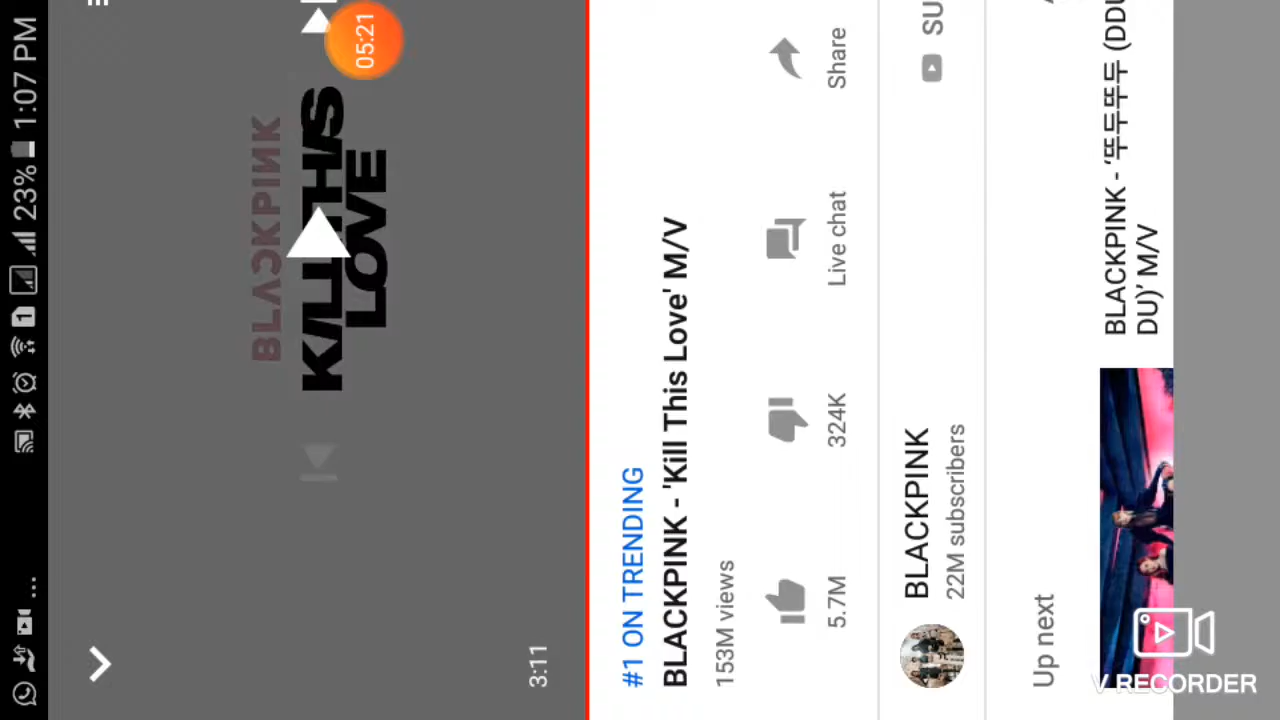 23% 1:07 PM
1
05:21
BLACKPINK
KILL THIS
LOVE
3:11
#1 ON TRENDING
BLACKPINK - 'Kill This Love' M/V
153M views
5.7M
324K
Live chat
Share
BLACKPINK
22M subscribers
SU
Up next
BLACKPINK - '뚜두뚜두 (DDU
DU)' M/V
V RECORDER